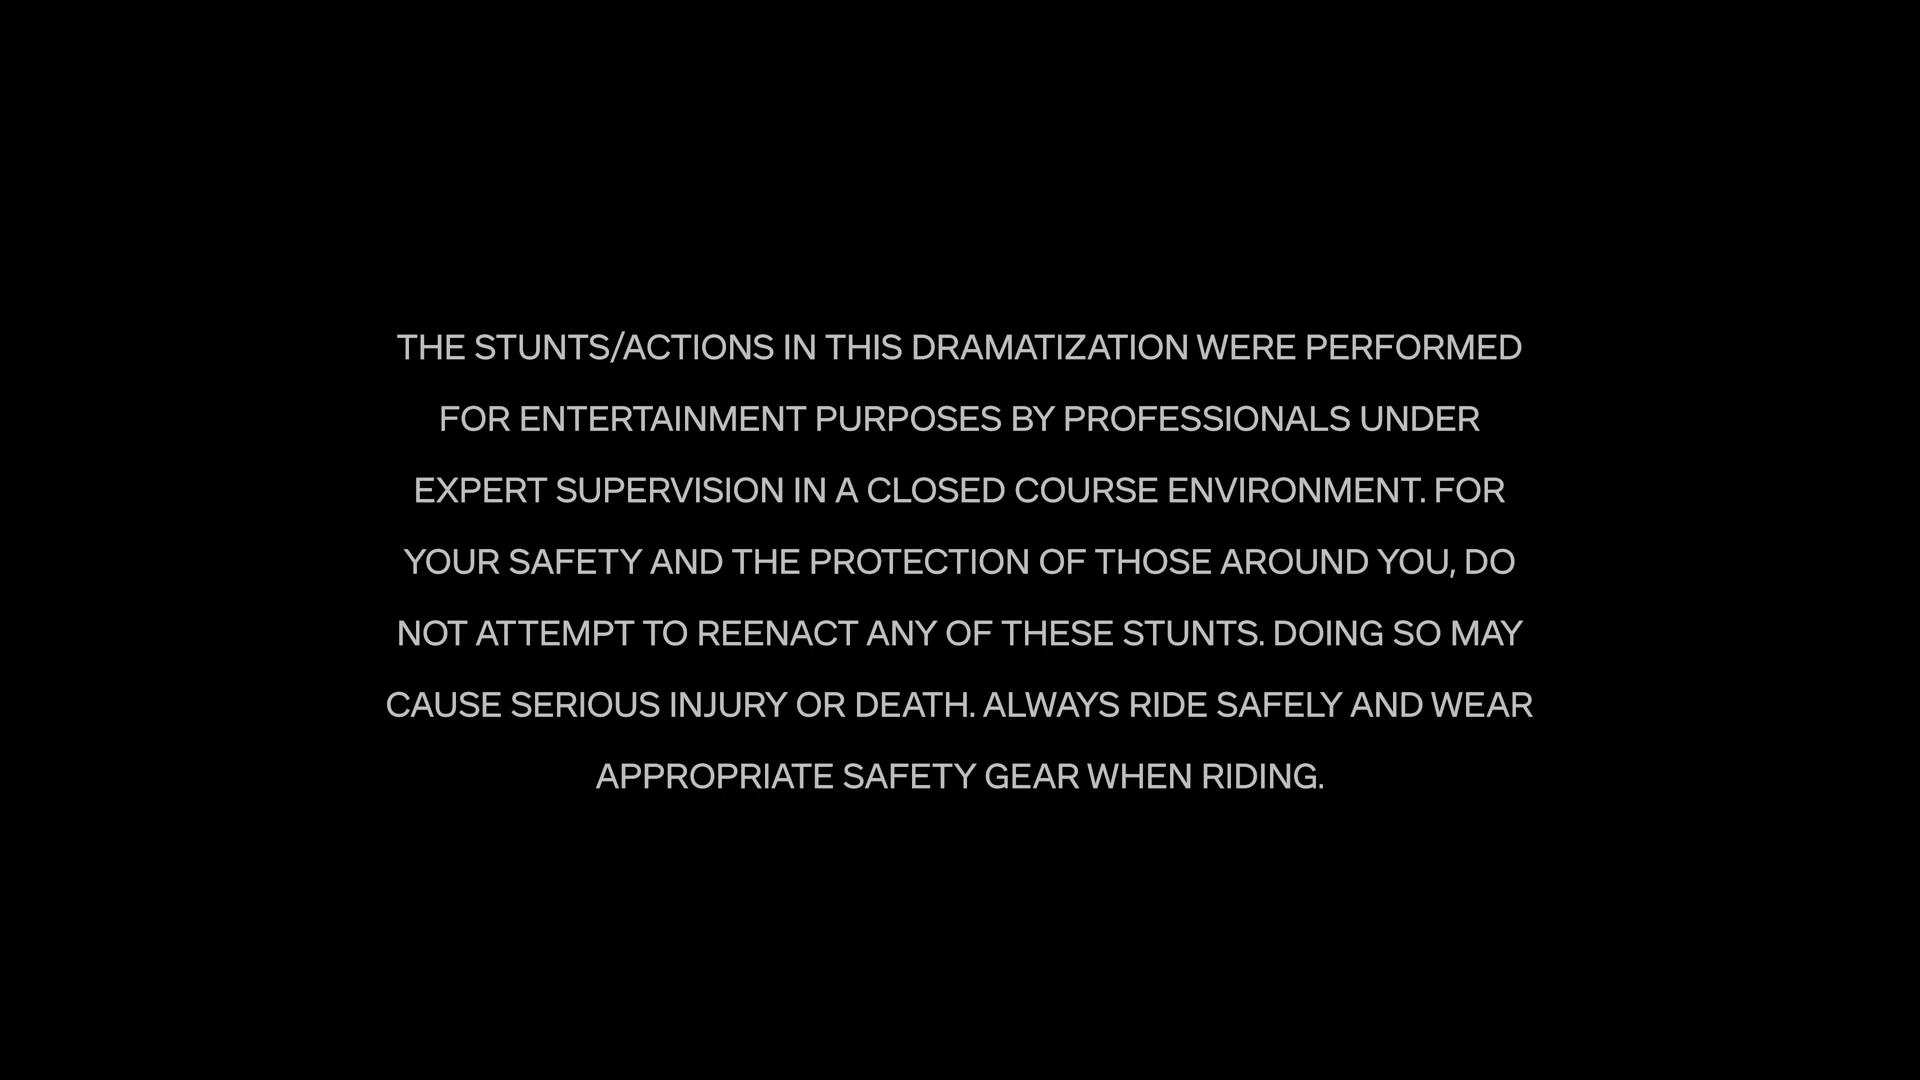 THE STUNTS/ACTIONS IN THIS DRAMATIZATION WERE PERFORMED
FOR ENTERTAINMENT PURPOSES BY PROFESSIONALS UNDER
EXPERT SUPERVISION IN A CLOSED COURSE ENVIRONMENT. FOR
YOUR SAFETY AND THE PROTECTION OF THOSE AROUND YOU, DO
NOT ATTEMPT TO REENACT ANY OF THESE STUNTS. DOING SO MAY
CAUSE SERIOUS INJURY OR DEATH. ALWAYS RIDE SAFELY AND WEAR
APPROPRIATE SAFETY GEAR WHEN RIDING.